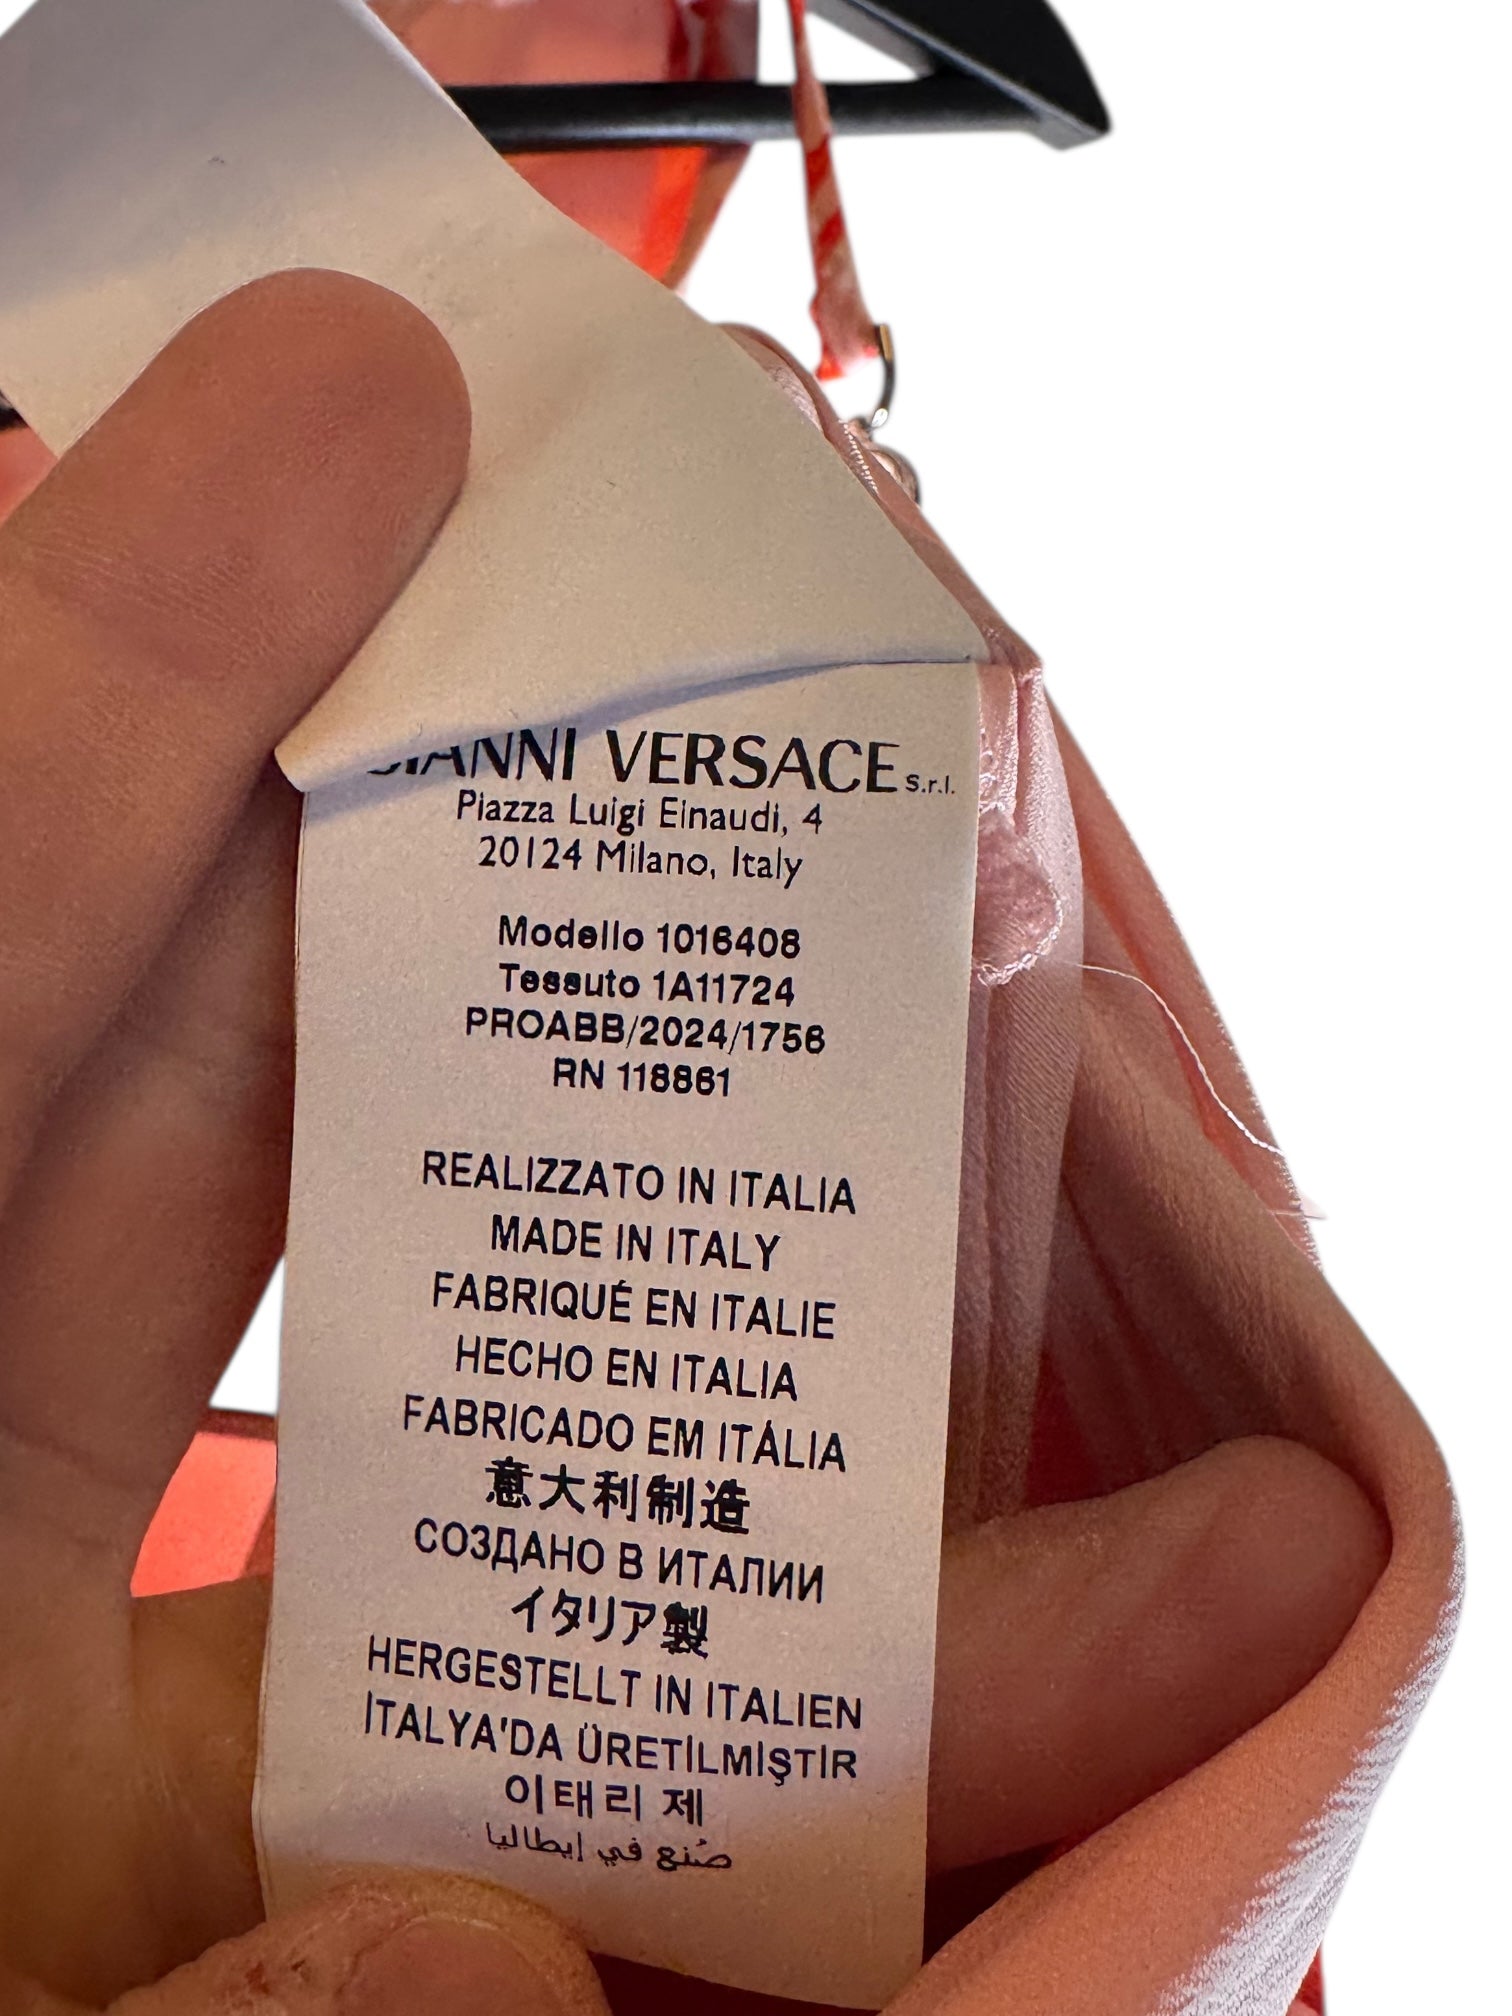 GIANNI VERSACE s.r.l.
Piazza Luigi Einaudi, 4
20124 Milano, Italy
Modello 1016408
Tessuto 1A11724
PROABB/2024/1756
RN 118861
REALIZZATO IN ITALIA
MADE IN ITALY
FABRIQUÉ EN ITALIE
HECHO EN ITALIA
FABRICADO EM ITÁLIA
意大利制造
СОЗДАНО В ИТАЛИИ
イタリア製
HERGESTELLT IN ITALIEN
İTALYA'DA ÜRETİLMİŞTİR
이태리 제
صُنع في إيطاليا